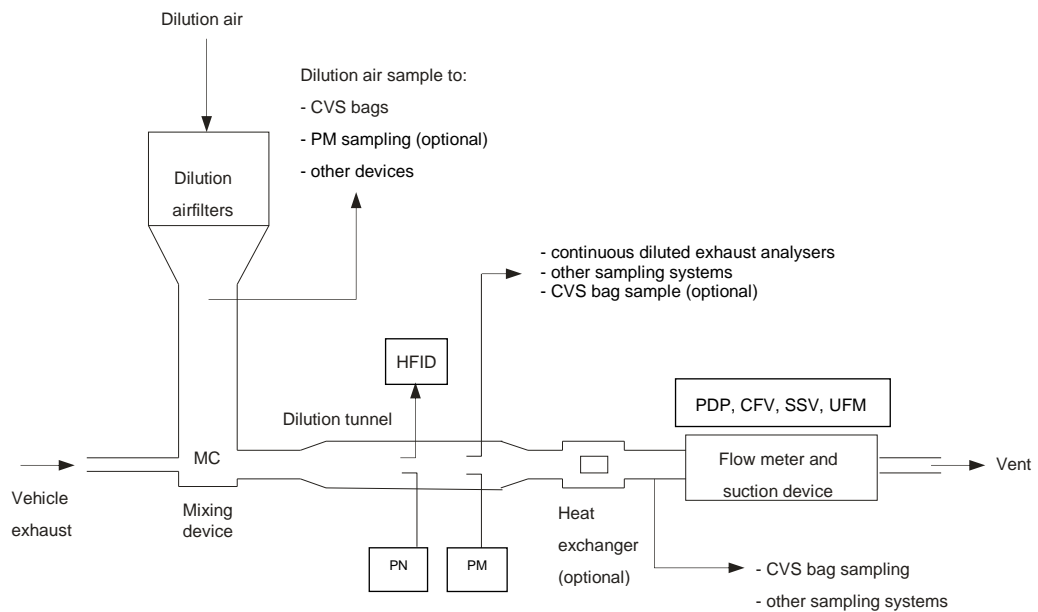 Dilution air
Dilution air sample to:
- CVS bags
- PM sampling (optional)
- other devices
Dilution
airfilters
- continuous diluted exhaust analysers
- other sampling systems
- CVS bag sample (optional)
HFID
PDP, CFV, SSV, UFM
Dilution tunnel
MC
Flow meter and
suction device
Vent
Vehicle
exhaust
Mixing
device
Heat
exchanger
(optional)
PN
PM
- CVS bag sampling
- other sampling systems